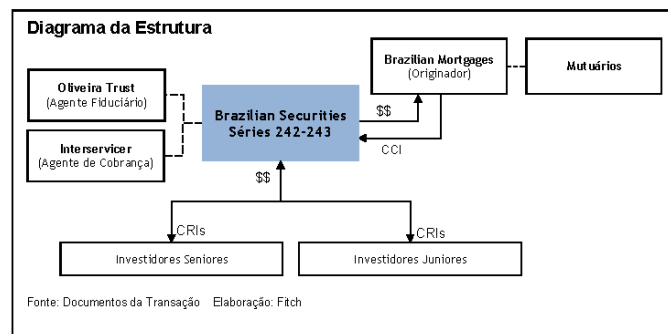 Diagrama da Estrutura
Oliveira Trust
(Agente Fiduciário)
Interservicer
(Agente de Cobrança)
Brazilian Securities
Séries 242-243
$$
CCI
Brazilian Mortgages
(Originador)
Mutuários
$$
CRIs
CRIs
Investidores Seniores
Investidores Juniores
Fonte: Documentos da Transação Elaboração: Fitch